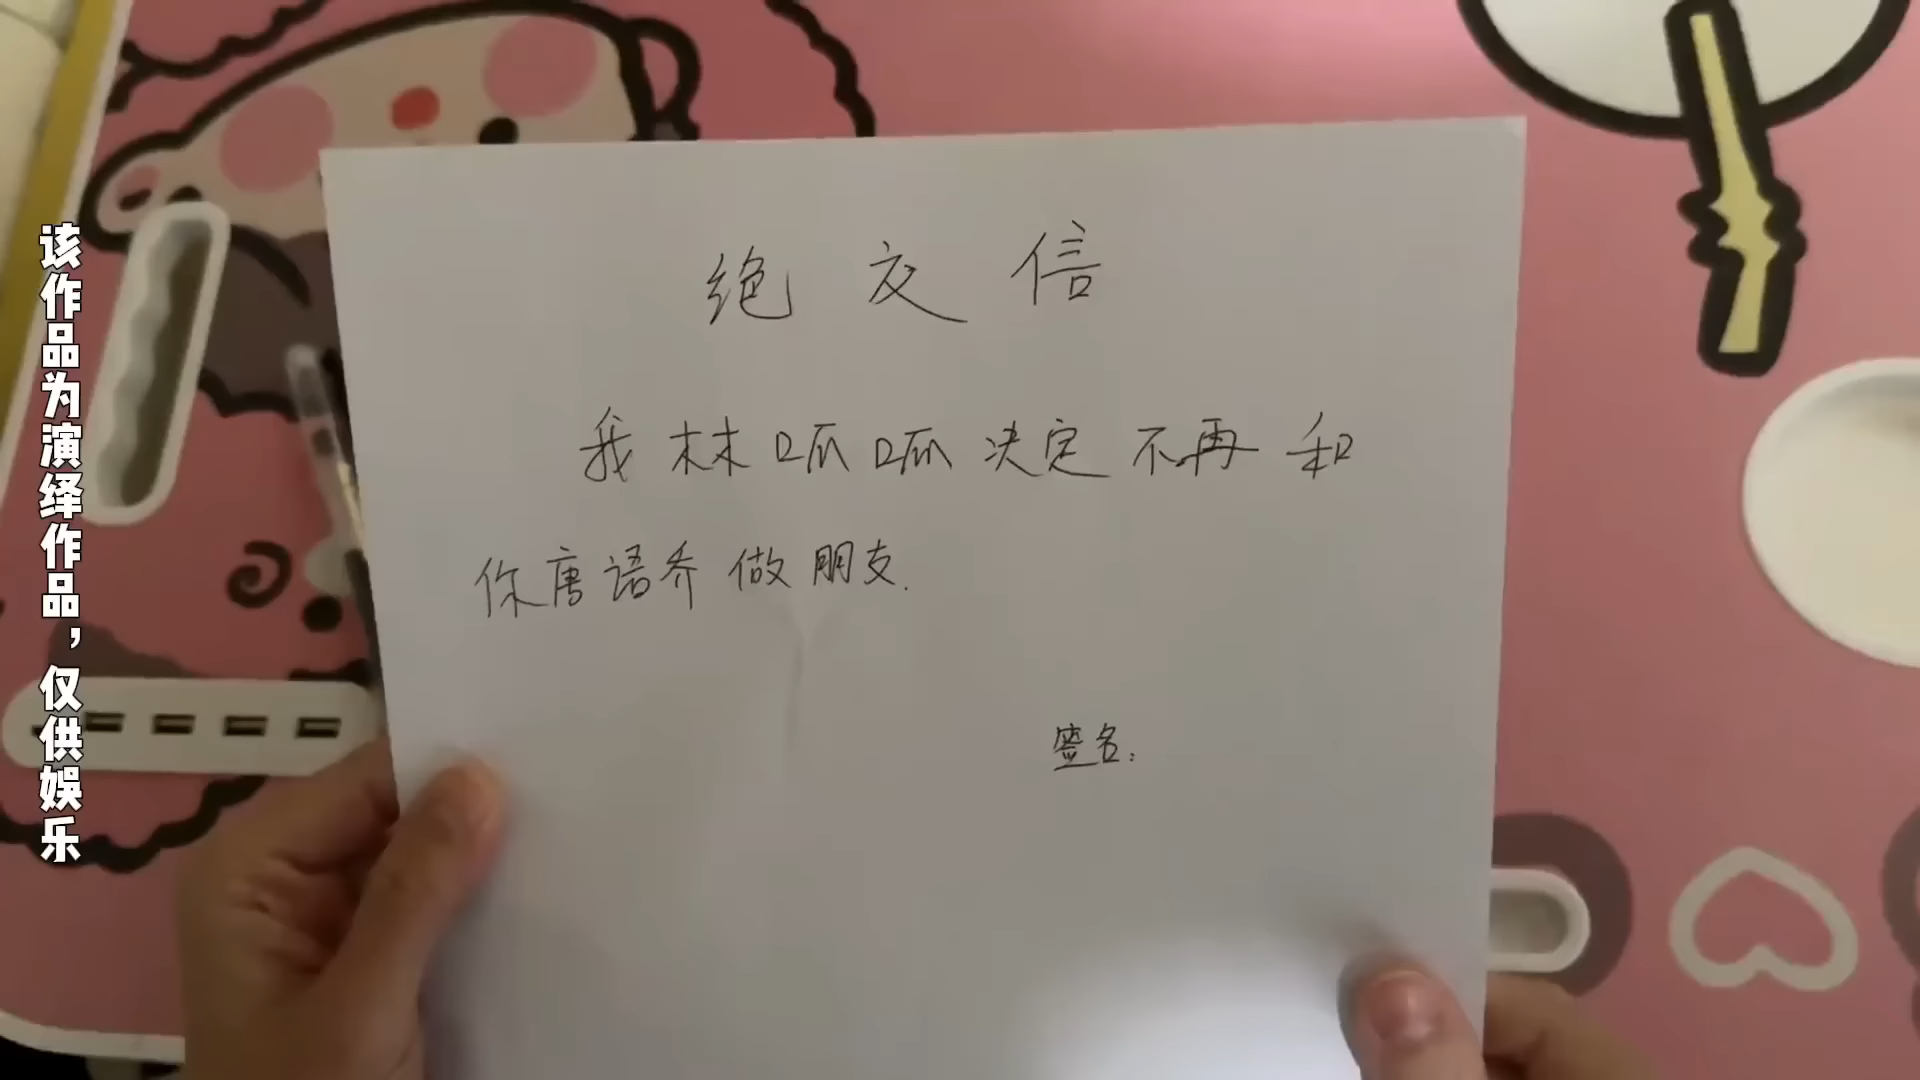 该作品为演绎作品，仅供娱乐
绝交信
我林呱呱决定不再和
你唐语乔做朋友.
签名: